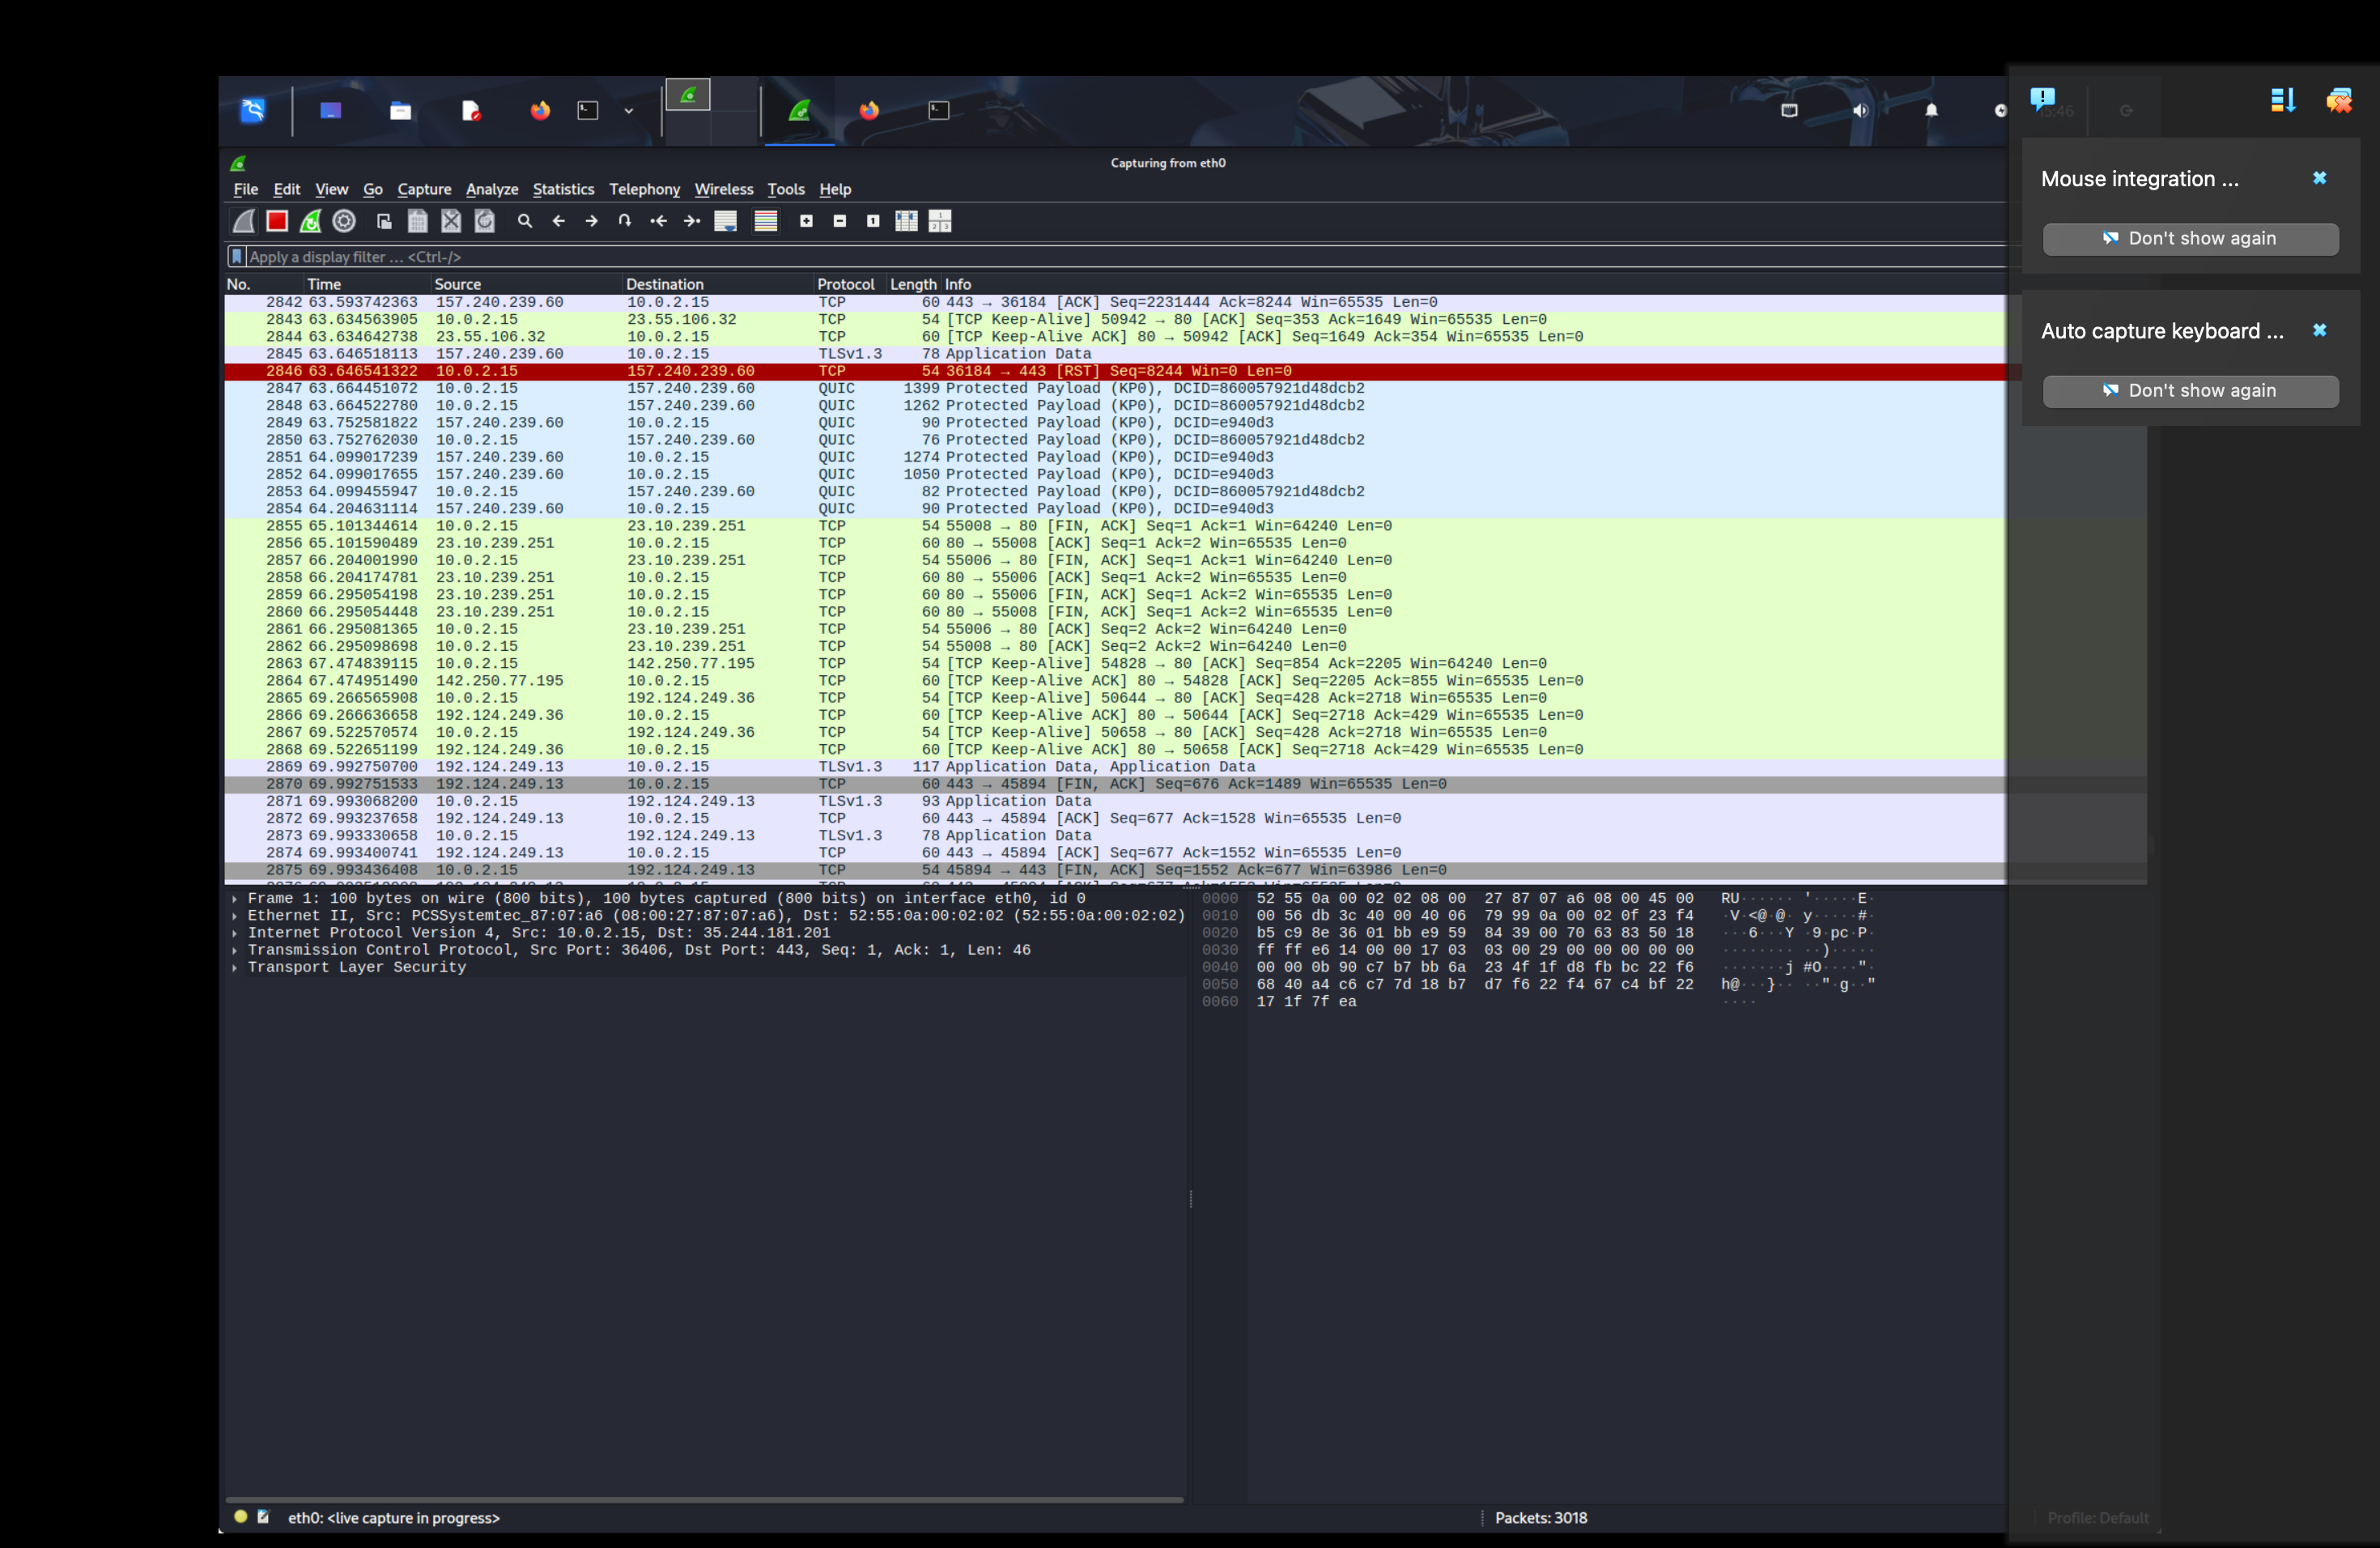 15:46
Capturing from eth0
Mouse integration ...
File Edit View Go Capture Analyze Statistics Telephony Wireless Tools Help
Don't show again
Apply a display filter ... <Ctrl-/>
Auto capture keyboard ...
Don't show again
No. Time Source Destination Protocol Length Info
2842 63.593742363 157.240.239.60 10.0.2.15 TCP 60 443 → 36184 [ACK] Seq=2231444 Ack=8244 Win=65535 Len=0
2843 63.634563905 10.0.2.15 23.55.106.32 TCP 54 [TCP Keep-Alive] 50942 → 80 [ACK] Seq=353 Ack=1649 Win=65535 Len=0
2844 63.634642738 23.55.106.32 10.0.2.15 TCP 60 [TCP Keep-Alive ACK] 80 → 50942 [ACK] Seq=1649 Ack=354 Win=65535 Len=0
2845 63.646518113 157.240.239.60 10.0.2.15 TLSv1.3 78 Application Data
2846 63.646541322 10.0.2.15 157.240.239.60 TCP 54 36184 → 443 [RST] Seq=8244 Win=0 Len=0
2847 63.664451072 10.0.2.15 157.240.239.60 QUIC 1399 Protected Payload (KP0), DCID=860057921d48dcb2
2848 63.664522780 10.0.2.15 157.240.239.60 QUIC 1262 Protected Payload (KP0), DCID=860057921d48dcb2
2849 63.752581822 157.240.239.60 10.0.2.15 QUIC 90 Protected Payload (KP0), DCID=e940d3
2850 63.752762030 10.0.2.15 157.240.239.60 QUIC 76 Protected Payload (KP0), DCID=860057921d48dcb2
2851 64.099017239 157.240.239.60 10.0.2.15 QUIC 1274 Protected Payload (KP0), DCID=e940d3
2852 64.099017655 157.240.239.60 10.0.2.15 QUIC 1050 Protected Payload (KP0), DCID=e940d3
2853 64.099455947 10.0.2.15 157.240.239.60 QUIC 82 Protected Payload (KP0), DCID=860057921d48dcb2
2854 64.204631114 157.240.239.60 10.0.2.15 QUIC 90 Protected Payload (KP0), DCID=e940d3
2855 65.101344614 10.0.2.15 23.10.239.251 TCP 54 55008 → 80 [FIN, ACK] Seq=1 Ack=1 Win=64240 Len=0
2856 65.101590489 23.10.239.251 10.0.2.15 TCP 60 80 → 55008 [ACK] Seq=1 Ack=2 Win=65535 Len=0
2857 66.204001990 10.0.2.15 23.10.239.251 TCP 54 55006 → 80 [FIN, ACK] Seq=1 Ack=1 Win=64240 Len=0
2858 66.204174781 23.10.239.251 10.0.2.15 TCP 60 80 → 55006 [ACK] Seq=1 Ack=2 Win=65535 Len=0
2859 66.295054198 23.10.239.251 10.0.2.15 TCP 60 80 → 55006 [FIN, ACK] Seq=1 Ack=2 Win=65535 Len=0
2860 66.295054448 23.10.239.251 10.0.2.15 TCP 60 80 → 55008 [FIN, ACK] Seq=1 Ack=2 Win=65535 Len=0
2861 66.295081365 10.0.2.15 23.10.239.251 TCP 54 55006 → 80 [ACK] Seq=2 Ack=2 Win=64240 Len=0
2862 66.295098698 10.0.2.15 23.10.239.251 TCP 54 55008 → 80 [ACK] Seq=2 Ack=2 Win=64240 Len=0
2863 67.474839115 10.0.2.15 142.250.77.195 TCP 54 [TCP Keep-Alive] 54828 → 80 [ACK] Seq=854 Ack=2205 Win=64240 Len=0
2864 67.474951490 142.250.77.195 10.0.2.15 TCP 60 [TCP Keep-Alive ACK] 80 → 54828 [ACK] Seq=2205 Ack=855 Win=65535 Len=0
2865 69.266565908 10.0.2.15 192.124.249.36 TCP 54 [TCP Keep-Alive] 50644 → 80 [ACK] Seq=428 Ack=2718 Win=65535 Len=0
2866 69.266636658 192.124.249.36 10.0.2.15 TCP 60 [TCP Keep-Alive ACK] 80 → 50644 [ACK] Seq=2718 Ack=429 Win=65535 Len=0
2867 69.522570574 10.0.2.15 192.124.249.36 TCP 54 [TCP Keep-Alive] 50658 → 80 [ACK] Seq=428 Ack=2718 Win=65535 Len=0
2868 69.522651199 192.124.249.36 10.0.2.15 TCP 60 [TCP Keep-Alive ACK] 80 → 50658 [ACK] Seq=2718 Ack=429 Win=65535 Len=0
2869 69.992750700 192.124.249.13 10.0.2.15 TLSv1.3 117 Application Data, Application Data
2870 69.992751533 192.124.249.13 10.0.2.15 TCP 60 443 → 45894 [FIN, ACK] Seq=676 Ack=1489 Win=65535 Len=0
2871 69.993068200 10.0.2.15 192.124.249.13 TLSv1.3 93 Application Data
2872 69.993237658 192.124.249.13 10.0.2.15 TCP 60 443 → 45894 [ACK] Seq=677 Ack=1528 Win=65535 Len=0
2873 69.993330658 10.0.2.15 192.124.249.13 TLSv1.3 78 Application Data
2874 69.993400741 192.124.249.13 10.0.2.15 TCP 60 443 → 45894 [ACK] Seq=677 Ack=1552 Win=65535 Len=0
2875 69.993436408 10.0.2.15 192.124.249.13 TCP 54 45894 → 443 [FIN, ACK] Seq=1552 Ack=677 Win=63986 Len=0
Frame 1: 100 bytes on wire (800 bits), 100 bytes captured (800 bits) on interface eth0, id 0
Ethernet II, Src: PCSSystemtec_87:07:a6 (08:00:27:87:07:a6), Dst: 52:55:0a:00:02:02 (52:55:0a:00:02:02)
Internet Protocol Version 4, Src: 10.0.2.15, Dst: 35.244.181.201
Transmission Control Protocol, Src Port: 36406, Dst Port: 443, Seq: 1, Ack: 1, Len: 46
Transport Layer Security
0000 52 55 0a 00 02 02 08 00 27 87 07 a6 08 00 45 00 RU······ '·····E·
0010 00 56 db 3c 40 00 40 06 79 99 0a 00 02 0f 23 f4 ·V·<@·@· y·····#·
0020 b5 c9 8e 36 01 bb e9 59 84 39 00 70 63 83 50 18 ···6···Y ·9·pc·P·
0030 ff ff e6 14 00 00 17 03 03 00 29 00 00 00 00 00 ········ ··)·····
0040 00 00 0b 90 c7 b7 bb 6a 23 4f 1f d8 fb bc 22 f6 ·······j #O····"·
0050 68 40 a4 c6 c7 7d 18 b7 d7 f6 22 f4 67 c4 bf 22 h@···}·· ··"·g··"
0060 17 1f 7f ea ····
eth0: <live capture in progress>
Packets: 3018
Profile: Default